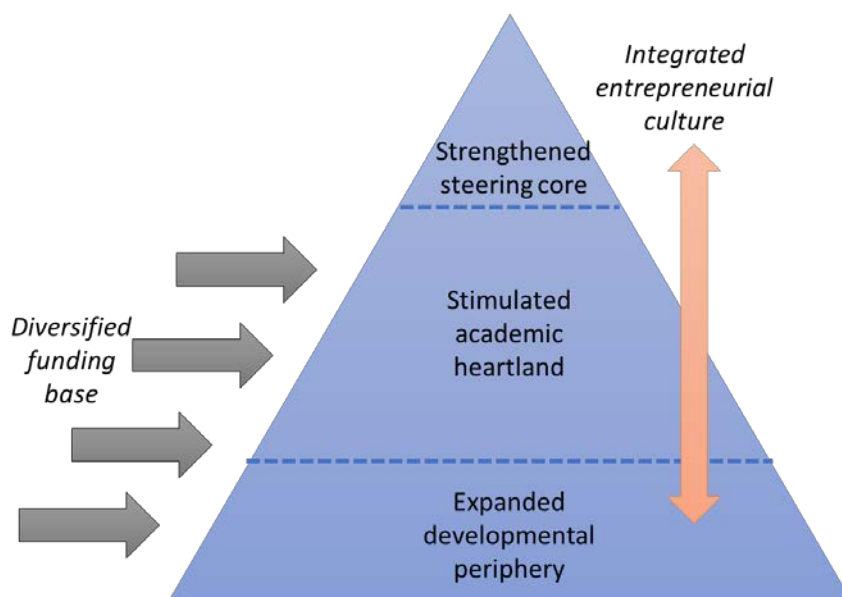 Integrated
entrepreneurial
culture
Strengthened
steering core
Stimulated
academic
heartland
Diversified
funding
base
Expanded
developmental
periphery